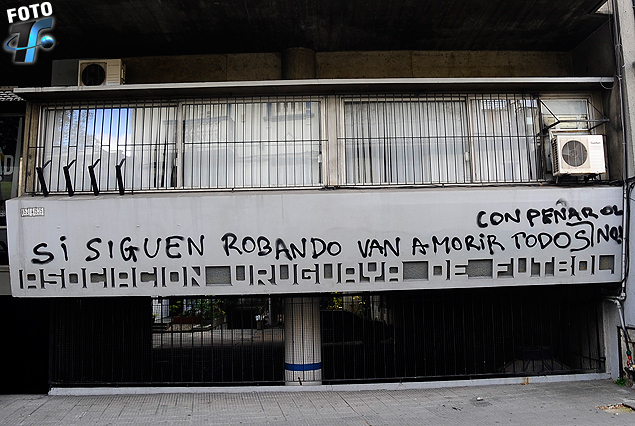 FOTO
CON PEÑAROL
SI SIGUEN ROBANDO VAN A MORIR TODOS NO!
ASOCIACION URUGUAYA DE FUTBOL